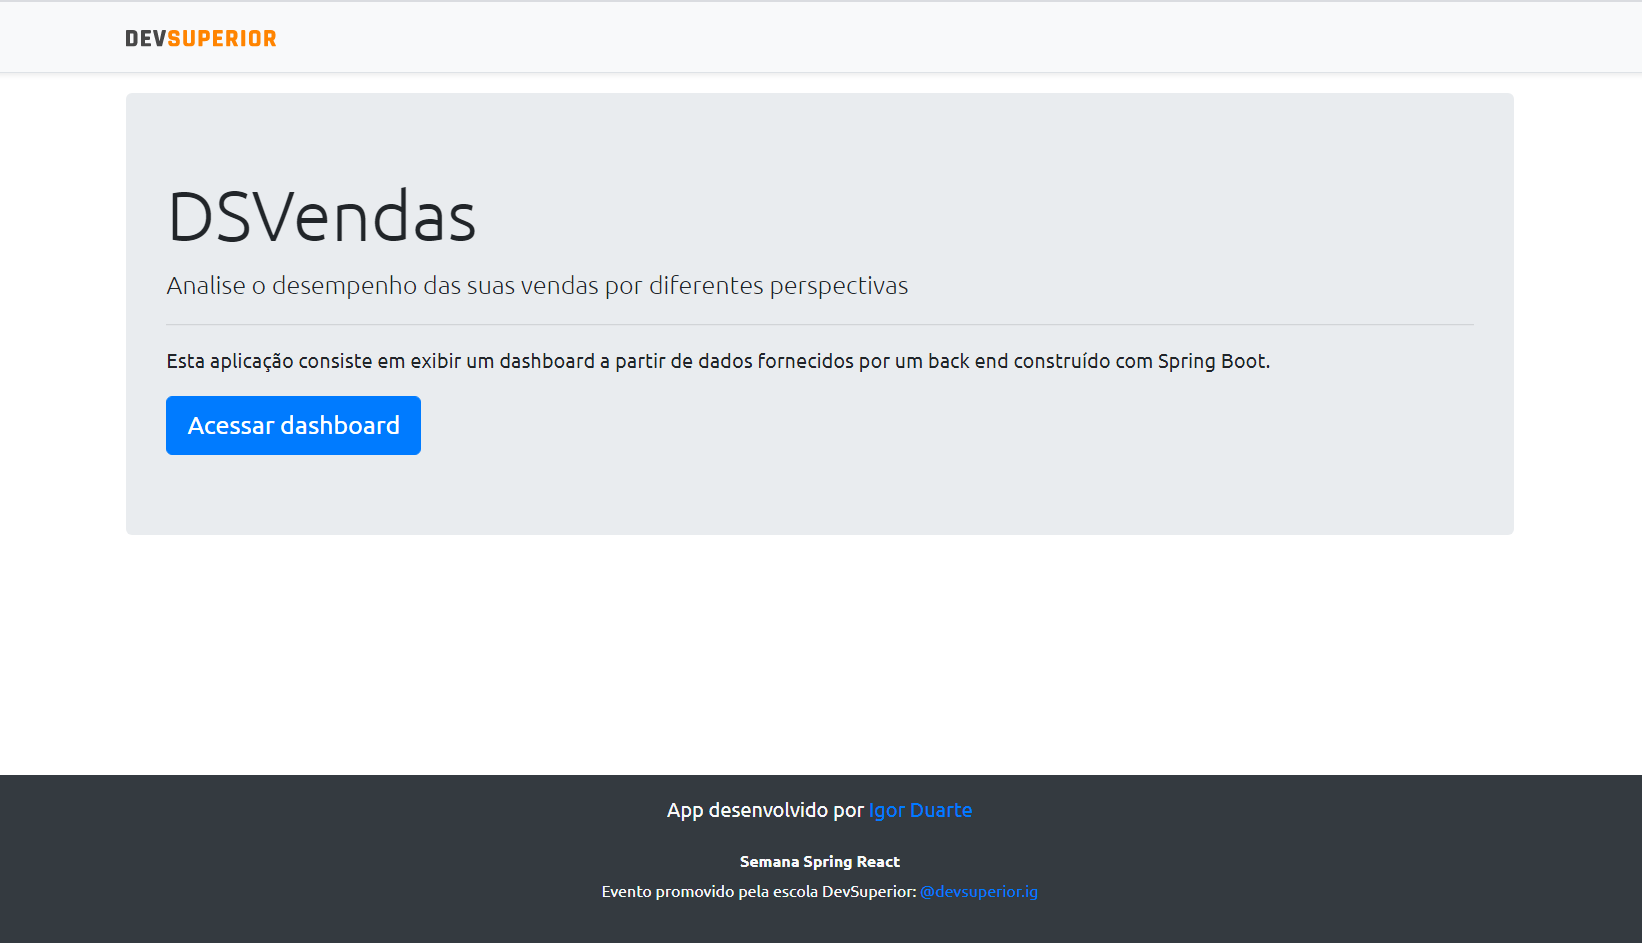 DEVSUPERIOR
DSVendas
Analise o desempenho das suas vendas por diferentes perspectivas
Esta aplicação consiste em exibir um dashboard a partir de dados fornecidos por um back end construído com Spring Boot.
Acessar dashboard
App desenvolvido por Igor Duarte
Semana Spring React
Evento promovido pela escola DevSuperior: @devsuperior.ig